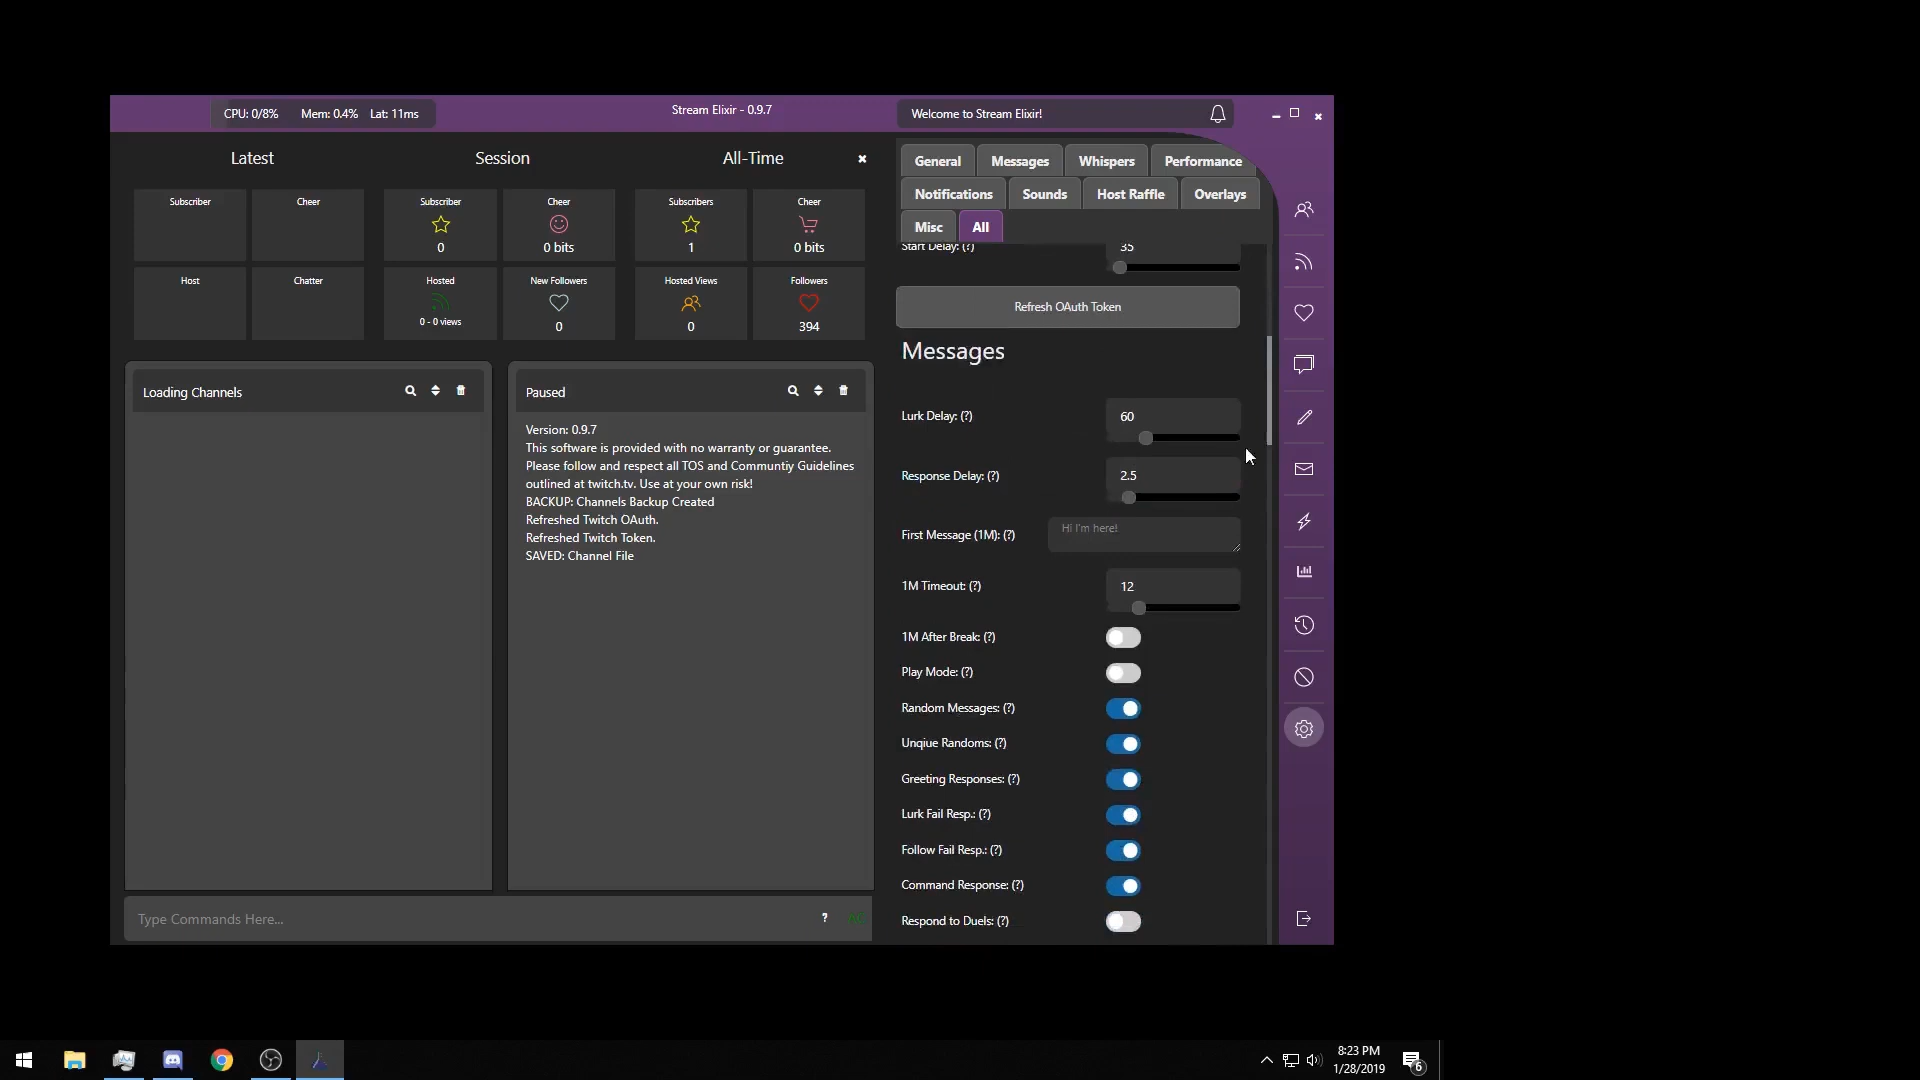 CPU: 0/8% Mem: 0.4% Lat: 11ms
Stream Elixir - 0.9.7
Welcome to Stream Elixir!
Latest
Session
All-Time
Subscriber
Cheer
Host
Chatter
Subscriber
0
Cheer
0 bits
Hosted
0 - 0 views
New Followers
0
Subscribers
1
Cheer
0 bits
Hosted Views
0
Followers
394
Loading Channels
Paused
Version: 0.9.7
This software is provided with no warranty or guarantee.
Please follow and respect all TOS and Communtiy Guidelines
outlined at twitch.tv. Use at your own risk!
BACKUP: Channels Backup Created
Refreshed Twitch OAuth.
Refreshed Twitch Token.
SAVED: Channel File
Type Commands Here...
?
General Messages Whispers Performance
Notifications Sounds Host Raffle Overlays
Misc All
Start Delay: (?) 35
Refresh OAuth Token
Messages
Lurk Delay: (?) 60
Response Delay: (?) 2.5
First Message (1M): (?) Hi I'm here!
1M Timeout: (?) 12
1M After Break: (?)
Play Mode: (?)
Random Messages: (?)
Unqiue Randoms: (?)
Greeting Responses: (?)
Lurk Fail Resp.: (?)
Follow Fail Resp.: (?)
Command Response: (?)
Respond to Duels: (?)
8:23 PM
1/28/2019
6